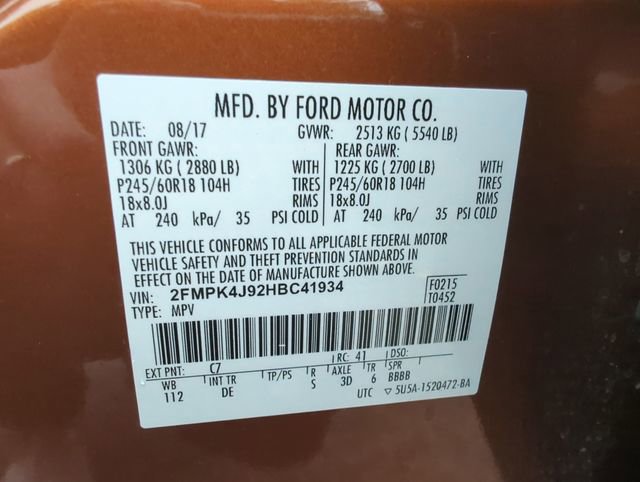 MFD. BY FORD MOTOR CO.
DATE: 08/17 GVWR: 2513 KG ( 5540 LB)
FRONT GAWR: REAR GAWR:
1306 KG ( 2880 LB) WITH 1225 KG ( 2700 LB) WITH
P245/60R18 104H TIRES P245/60R18 104H TIRES
18x8.0J RIMS 18x8.0J RIMS
AT 240 kPa/ 35 PSI COLD AT 240 kPa/ 35 PSI COLD
THIS VEHICLE CONFORMS TO ALL APPLICABLE FEDERAL MOTOR
VEHICLE SAFETY AND THEFT PREVENTION STANDARDS IN
EFFECT ON THE DATE OF MANUFACTURE SHOWN ABOVE.
VIN: 2FMPK4J92HBC41934 F0215
TYPE: MPV T0452
EXT PNT: C7 RC: 41 DSO:
WB INT TR TP/PS R AXLE TR SPR
112 DE S 3D 6 BBBB
UTC ▽ 5U5A-1520472-BA